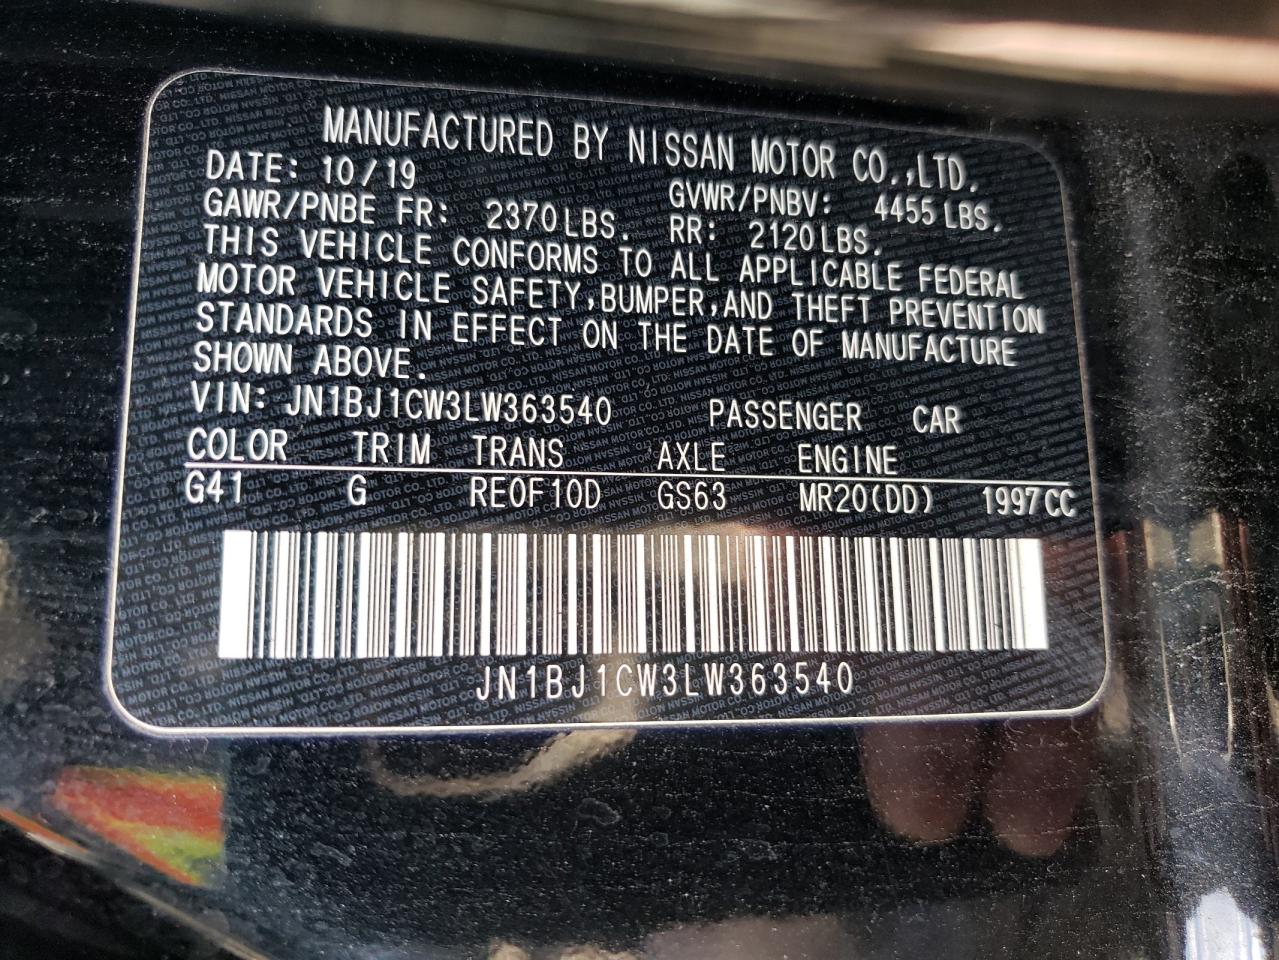 MANUFACTURED BY NISSAN MOTOR CO.,LTD.
DATE: 10/19 GVWR/PNBV: 4455LBS.
GAWR/PNBE FR: 2370LBS. RR: 2120LBS.
THIS VEHICLE CONFORMS TO ALL APPLICABLE FEDERAL
MOTOR VEHICLE SAFETY,BUMPER,AND THEFT PREVENTION
STANDARDS IN EFFECT ON THE DATE OF MANUFACTURE
SHOWN ABOVE.
VIN: JN1BJ1CW3LW363540 PASSENGER CAR
COLOR TRIM TRANS AXLE ENGINE
G41 G RE0F10D GS63 MR20(DD) 1997CC
JN1BJ1CW3LW363540